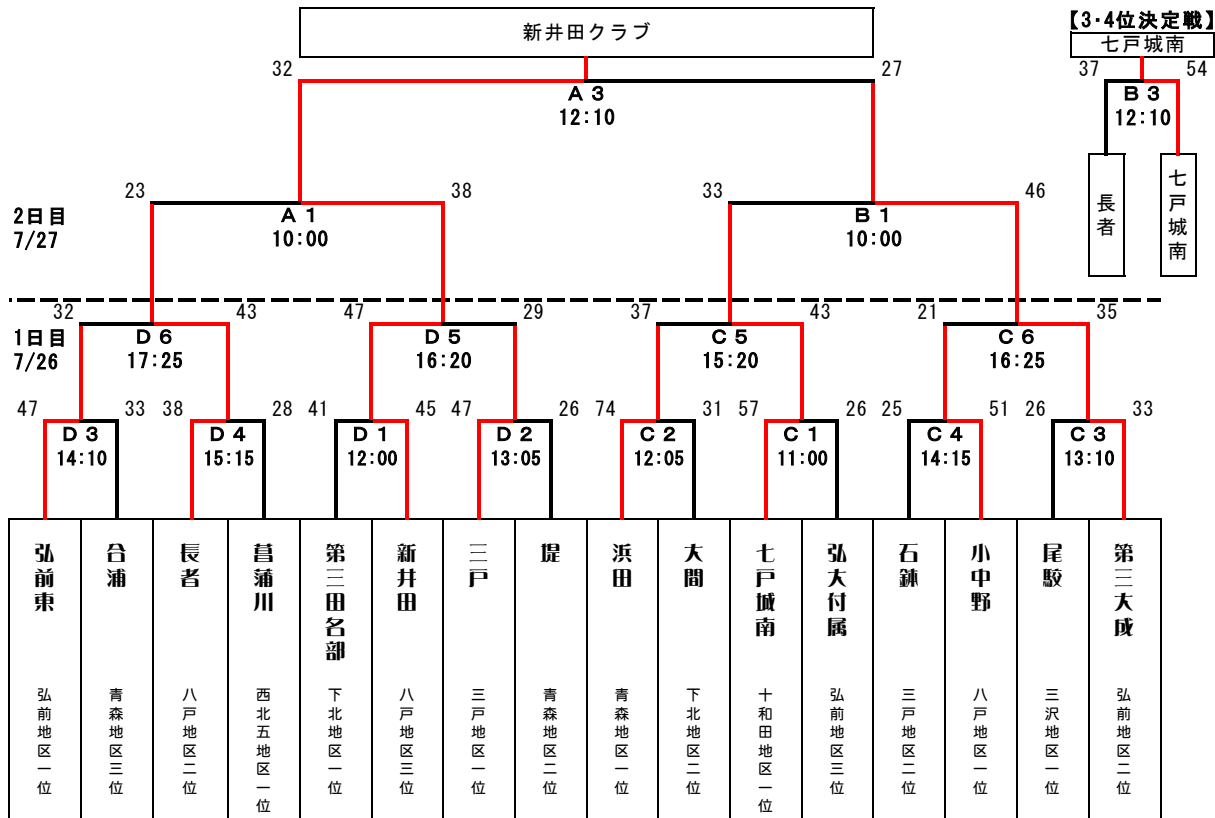 新井田クラブ
【3・4位決定戦】
七戸城南
32
27
A 3
12:10
37
54
B 3
12:10
長者
七戸城南
23
38
33
46
2日目
7/27
A 1
10:00
B 1
10:00
32
43
47
29
37
43
21
35
1日目
7/26
D 6
17:25
D 5
16:20
C 5
15:20
C 6
16:25
47
33
38
28
41
45
47
26
74
31
57
26
25
51
26
33
D 3
14:10
D 4
15:15
D 1
12:00
D 2
13:05
C 2
12:05
C 1
11:00
C 4
14:15
C 3
13:10
弘前東
合浦
長者
菖蒲川
第三田名部
新井田
三戸
堤
浜田
大間
七戸城南
弘大付属
石鉢
小中野
尾駮
第三大成
弘前地区一位
青森地区三位
八戸地区二位
西北五地区一位
下北地区一位
八戸地区三位
三戸地区一位
青森地区二位
青森地区一位
下北地区二位
十和田地区一位
弘前地区三位
三戸地区二位
八戸地区一位
三沢地区一位
弘前地区二位